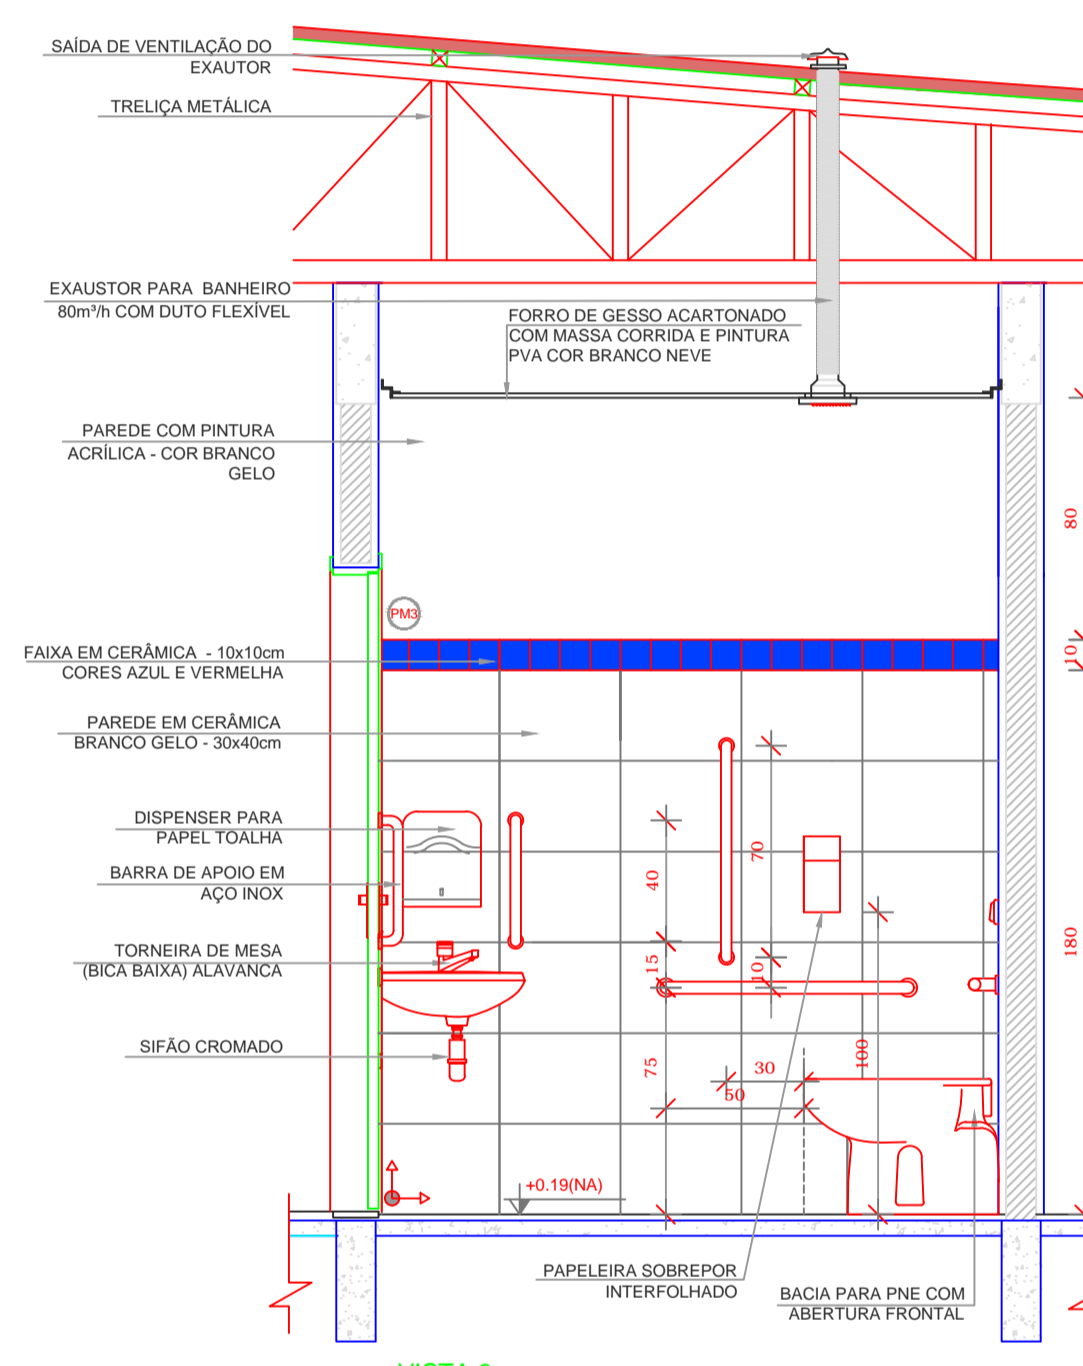 SAÍDA DE VENTILAÇÃO DO
EXAUTOR
TRELIÇA METÁLICA
EXAUSTOR PARA BANHEIRO
80m³/h COM DUTO FLEXÍVEL
FORRO DE GESSO ACARTONADO
COM MASSA CORRIDA E PINTURA
PVA COR BRANCO NEVE
PAREDE COM PINTURA
ACRÍLICA - COR BRANCO
GELO
80
PM3
FAIXA EM CERÂMICA - 10x10cm
CORES AZUL E VERMELHA
10
PAREDE EM CERÂMICA
BRANCO GELO - 30x40cm
DISPENSER PARA
PAPEL TOALHA
BARRA DE APOIO EM
AÇO INOX
TORNEIRA DE MESA
(BICA BAIXA) ALAVANCA
SIFÃO CROMADO
40
70
15
10
180
75
30
50
100
+0.19(NA)
PAPELEIRA SOBREPOR
INTERFOLHADO
BACIA PARA PNE COM
ABERTURA FRONTAL